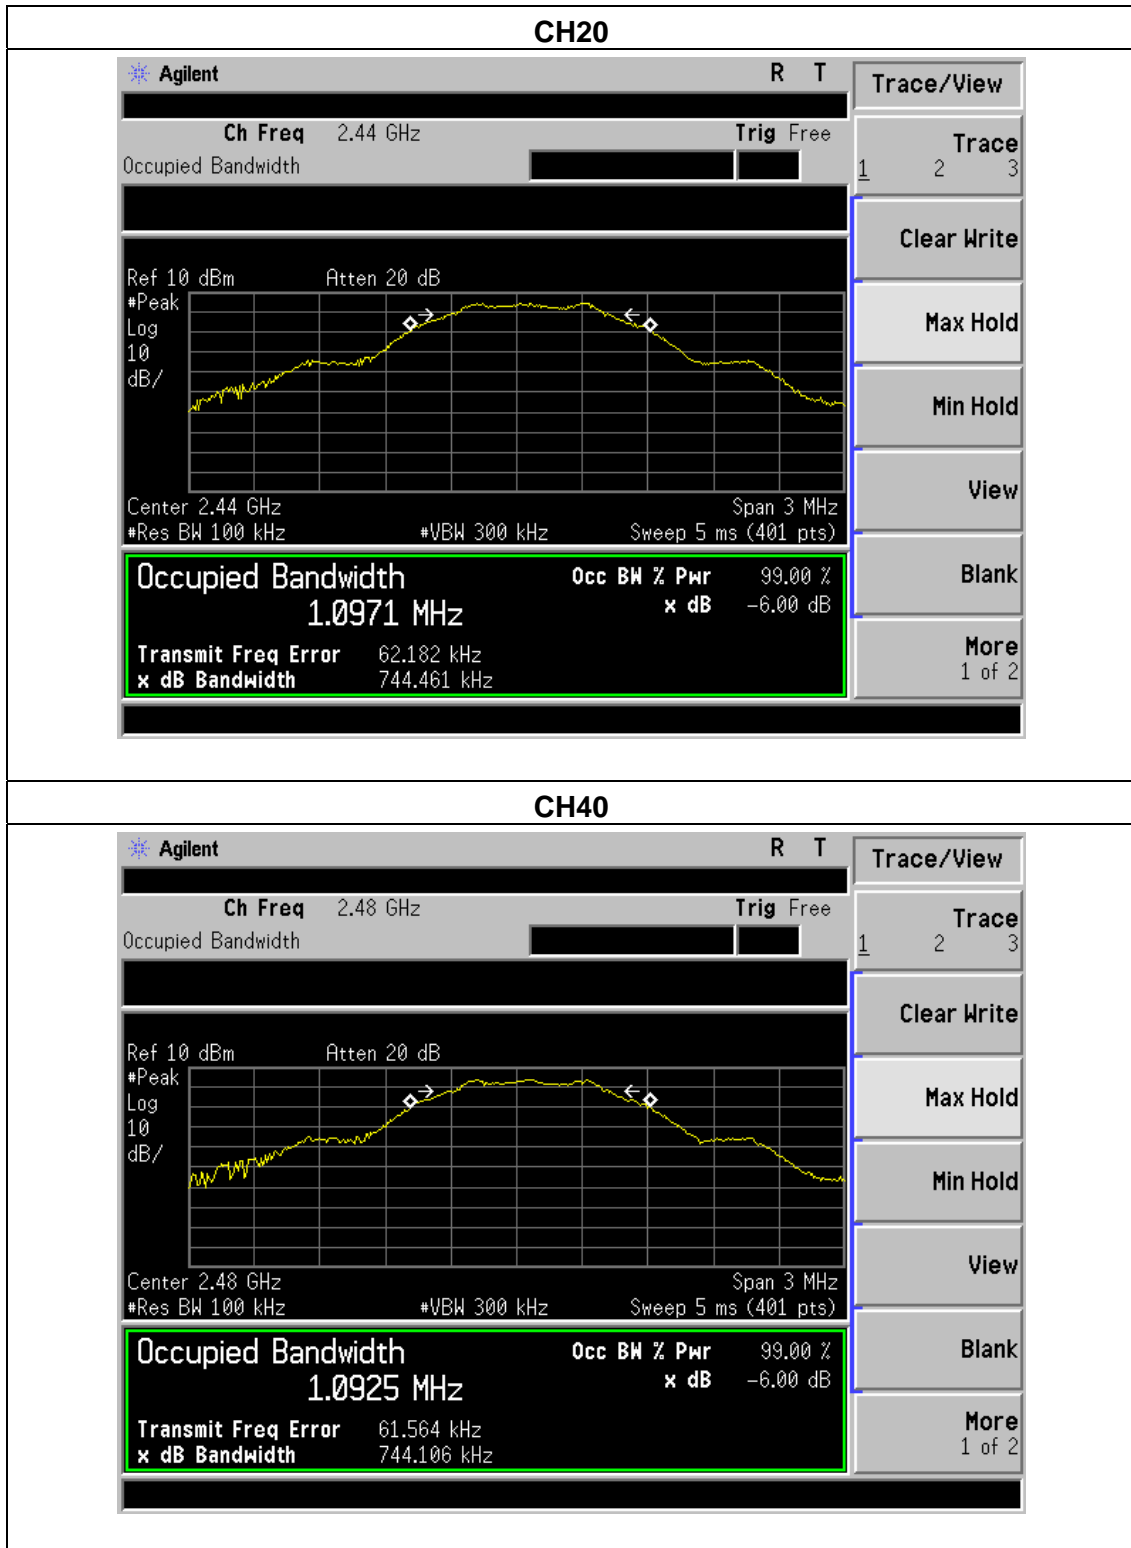 CH20
Agilent R T
Trace/View
Ch Freq 2.44 GHz Trig Free
Occupied Bandwidth
Trace
1 2 3
Clear Write
Max Hold
Min Hold
View
Blank
More
1 of 2
Ref 10 dBm Atten 20 dB
#Peak
Log
10
dB/
Center 2.44 GHz Span 3 MHz
#Res BW 100 kHz #VBW 300 kHz Sweep 5 ms (401 pts)
Occupied Bandwidth Occ BW % Pwr 99.00 %
1.0971 MHz x dB -6.00 dB
Transmit Freq Error 62.182 kHz
x dB Bandwidth 744.461 kHz
CH40
Agilent R T
Trace/View
Ch Freq 2.48 GHz Trig Free
Occupied Bandwidth
Trace
1 2 3
Clear Write
Max Hold
Min Hold
View
Blank
More
1 of 2
Ref 10 dBm Atten 20 dB
#Peak
Log
10
dB/
Center 2.48 GHz Span 3 MHz
#Res BW 100 kHz #VBW 300 kHz Sweep 5 ms (401 pts)
Occupied Bandwidth Occ BW % Pwr 99.00 %
1.0925 MHz x dB -6.00 dB
Transmit Freq Error 61.564 kHz
x dB Bandwidth 744.106 kHz